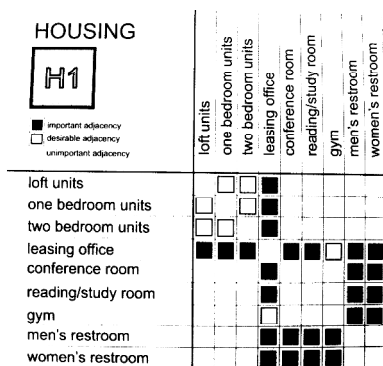 HOUSING
H1
important adjacency
desirable adjacency
unimportant adjacency
loft units
one bedroom units
two bedroom units
leasing office
conference room
reading/study room
gym
men's restroom
women's restroom
loft units
one bedroom units
two bedroom units
leasing office
conference room
reading/study room
gym
men's restroom
women's restroom